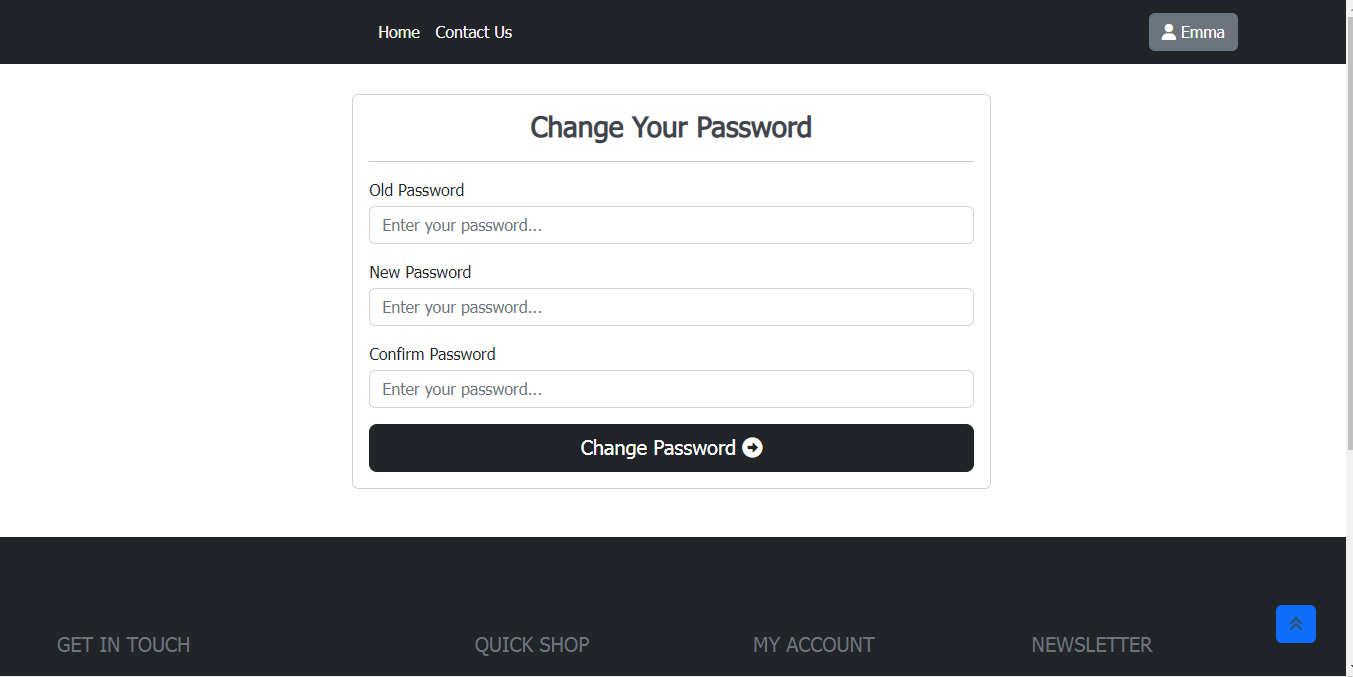 Home Contact Us Emma
Change Your Password
Old Password
Enter your password...
New Password
Enter your password...
Confirm Password
Enter your password...
Change Password
GET IN TOUCH QUICK SHOP MY ACCOUNT NEWSLETTER